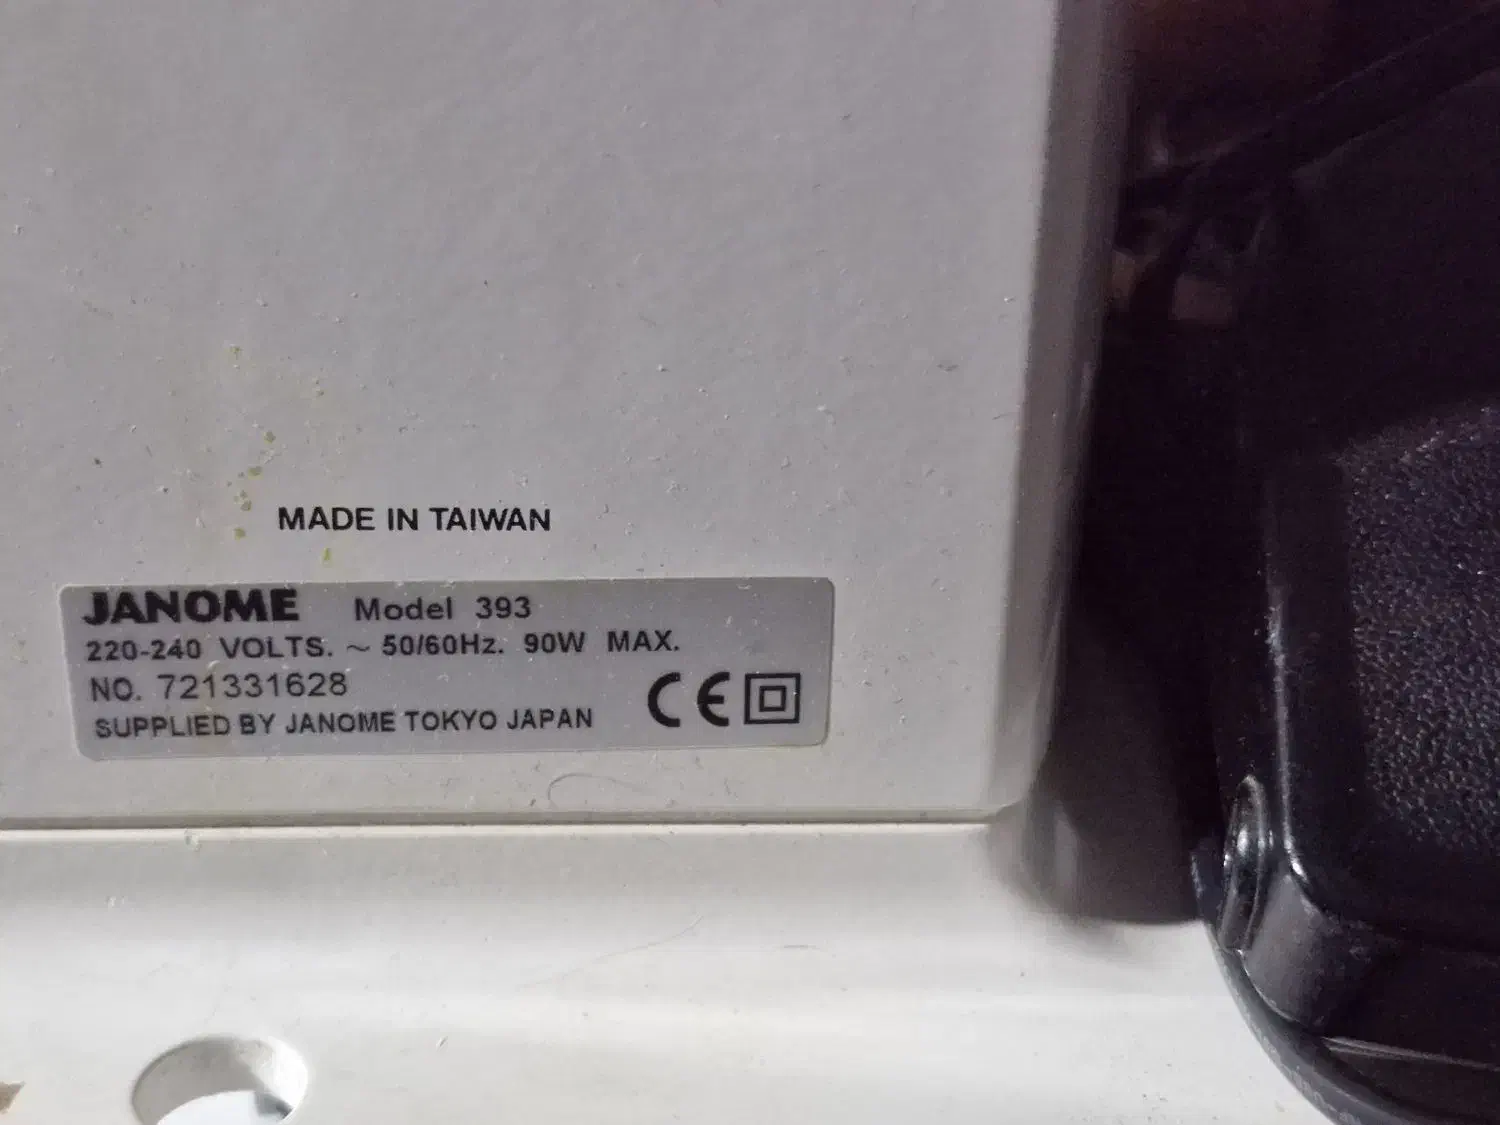 MADE IN TAIWAN
JANOME Model 393
220-240 VOLTS. ~ 50/60Hz. 90W MAX.
NO. 721331628
SUPPLIED BY JANOME TOKYO JAPAN CE